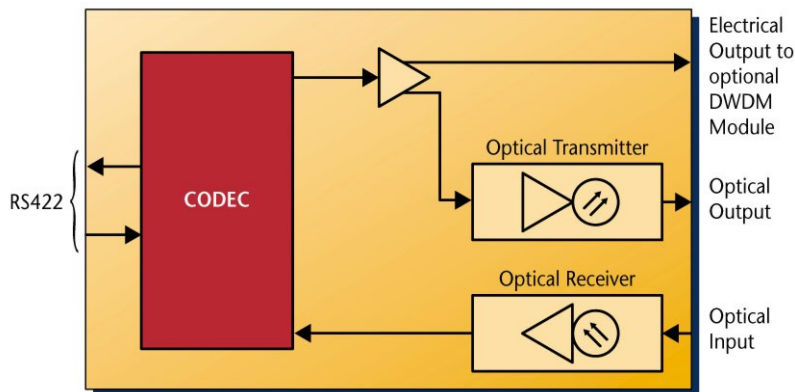 Electrical
Output to
optional
DWDM
Module
Optical Transmitter
RS422
CODEC
Optical
Output
Optical Receiver
Optical
Input